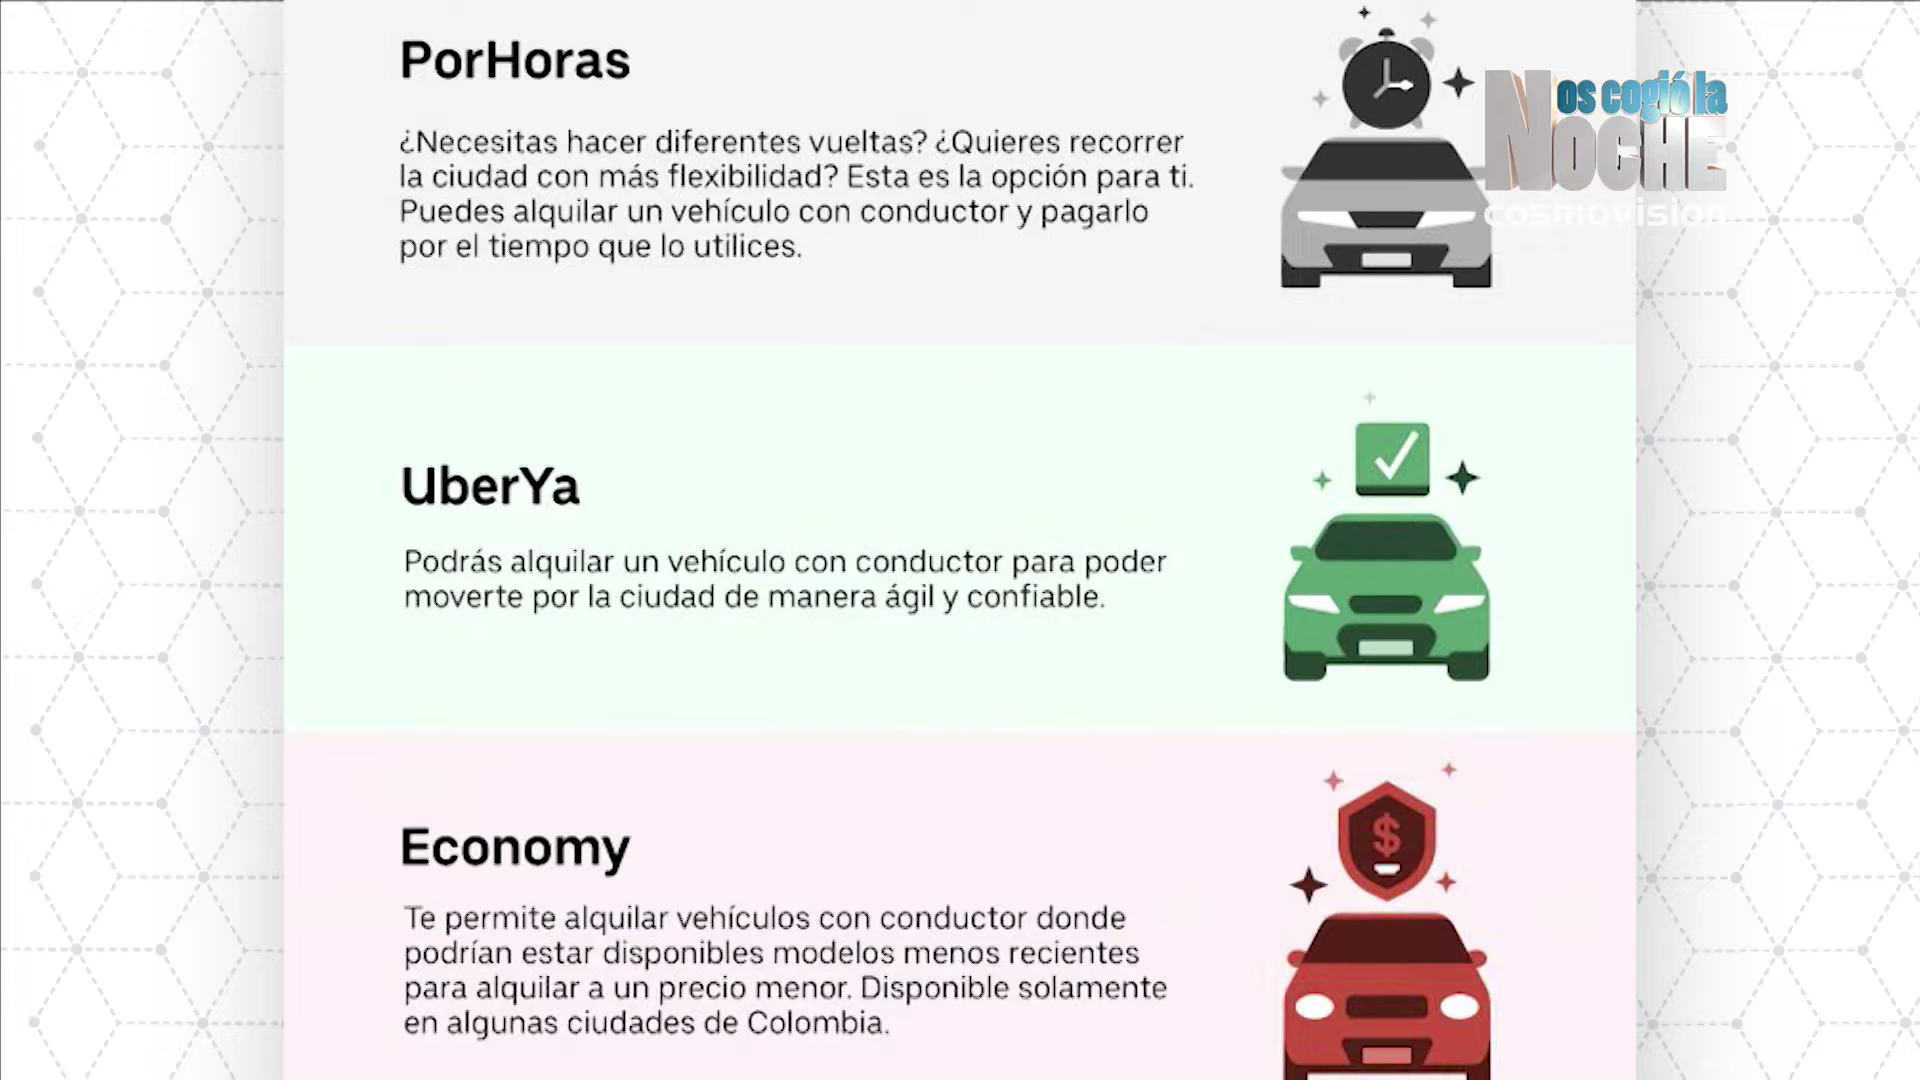 PorHoras
¿Necesitas hacer diferentes vueltas? ¿Quieres recorrer
la ciudad con más flexibilidad? Esta es la opción para ti.
Puedes alquilar un vehículo con conductor y pagarlo
por el tiempo que lo utilices.
Nos cogió la
NocHE
cosmovision
UberYa
Podrás alquilar un vehículo con conductor para poder
moverte por la ciudad de manera ágil y confiable.
$
Economy
Te permite alquilar vehículos con conductor donde
podrían estar disponibles modelos menos recientes
para alquilar a un precio menor. Disponible solamente
en algunas ciudades de Colombia.